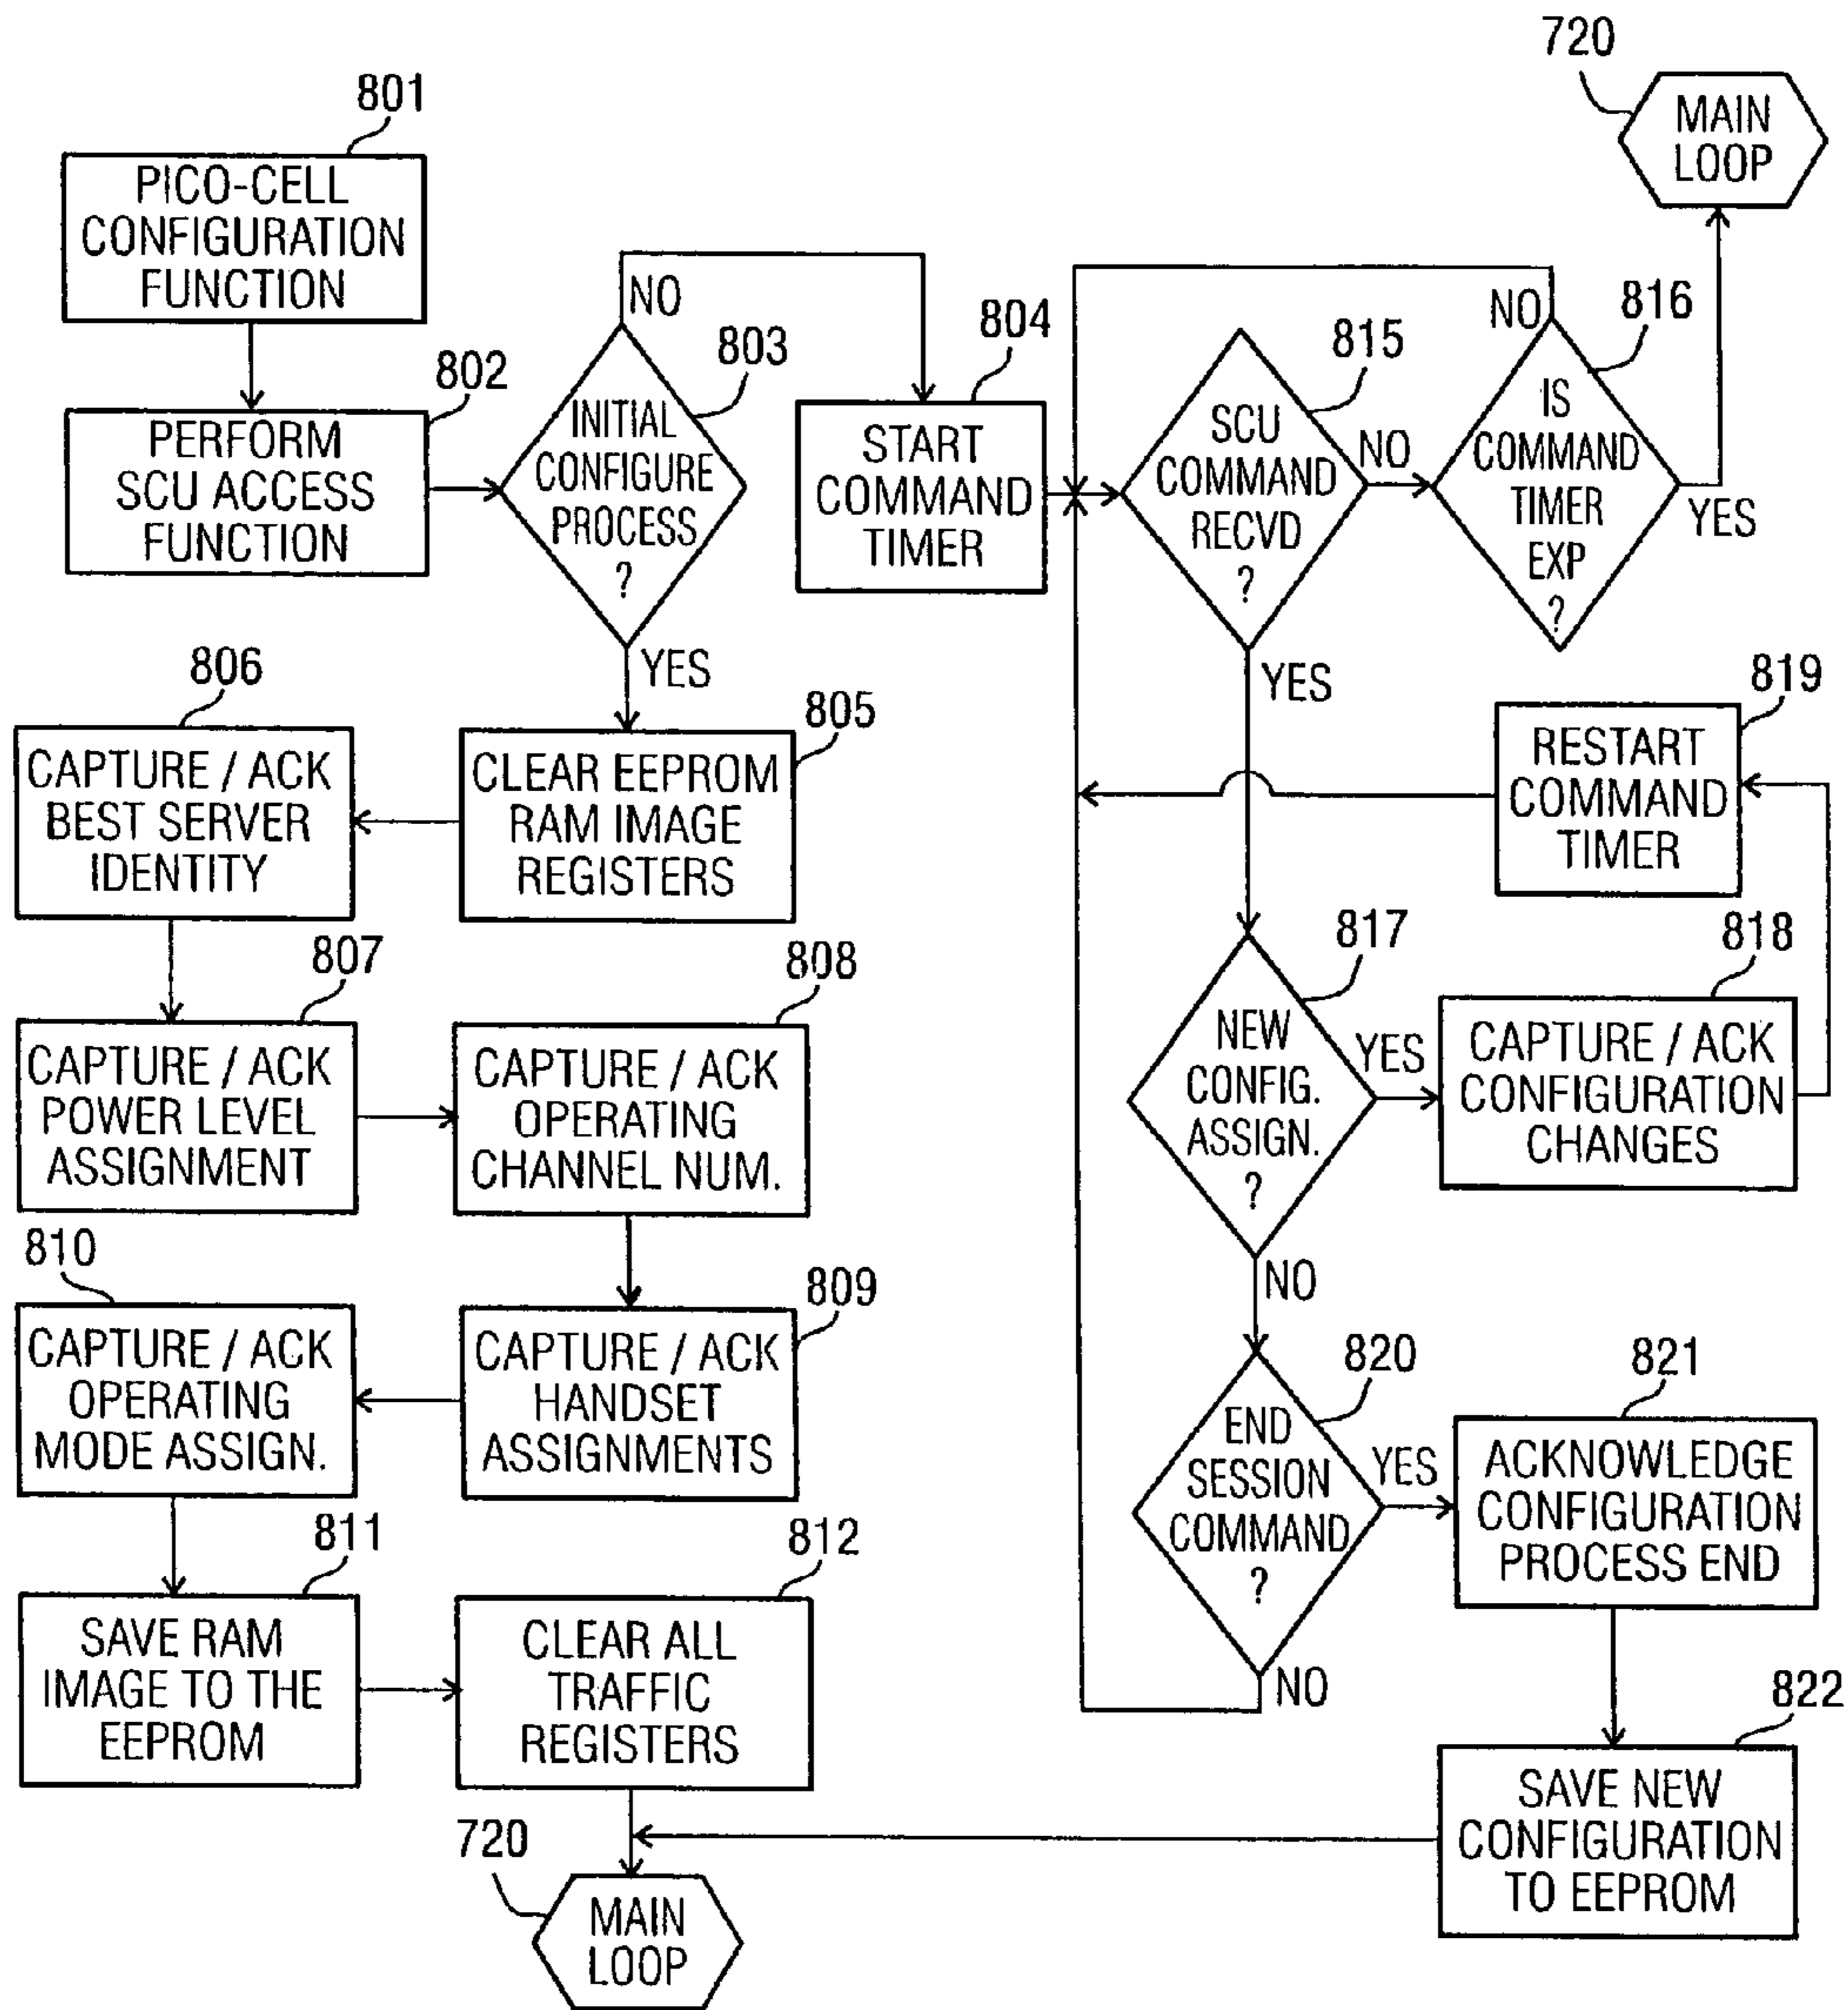 801
PICO-CELL
CONFIGURATION
FUNCTION
802
PERFORM
SCU ACCESS
FUNCTION
803
INITIAL
CONFIGURE
PROCESS
?
NO
YES
804
START
COMMAND
TIMER
815
SCU
COMMAND
RECVD
?
NO
YES
816
IS
COMMAND
TIMER
EXP
?
NO
YES
720
MAIN
LOOP
805
CLEAR EEPROM
RAM IMAGE
REGISTERS
806
CAPTURE / ACK
BEST SERVER
IDENTITY
807
CAPTURE / ACK
POWER LEVEL
ASSIGNMENT
808
CAPTURE / ACK
OPERATING
CHANNEL NUM.
809
CAPTURE / ACK
HANDSET
ASSIGNMENTS
810
CAPTURE / ACK
OPERATING
MODE ASSIGN.
811
SAVE RAM
IMAGE TO THE
EEPROM
812
CLEAR ALL
TRAFFIC
REGISTERS
720
MAIN
LOOP
817
NEW
CONFIG.
ASSIGN.
?
YES
NO
818
CAPTURE / ACK
CONFIGURATION
CHANGES
819
RESTART
COMMAND
TIMER
820
END
SESSION
COMMAND
?
YES
NO
821
ACKNOWLEDGE
CONFIGURATION
PROCESS END
822
SAVE NEW
CONFIGURATION
TO EEPROM